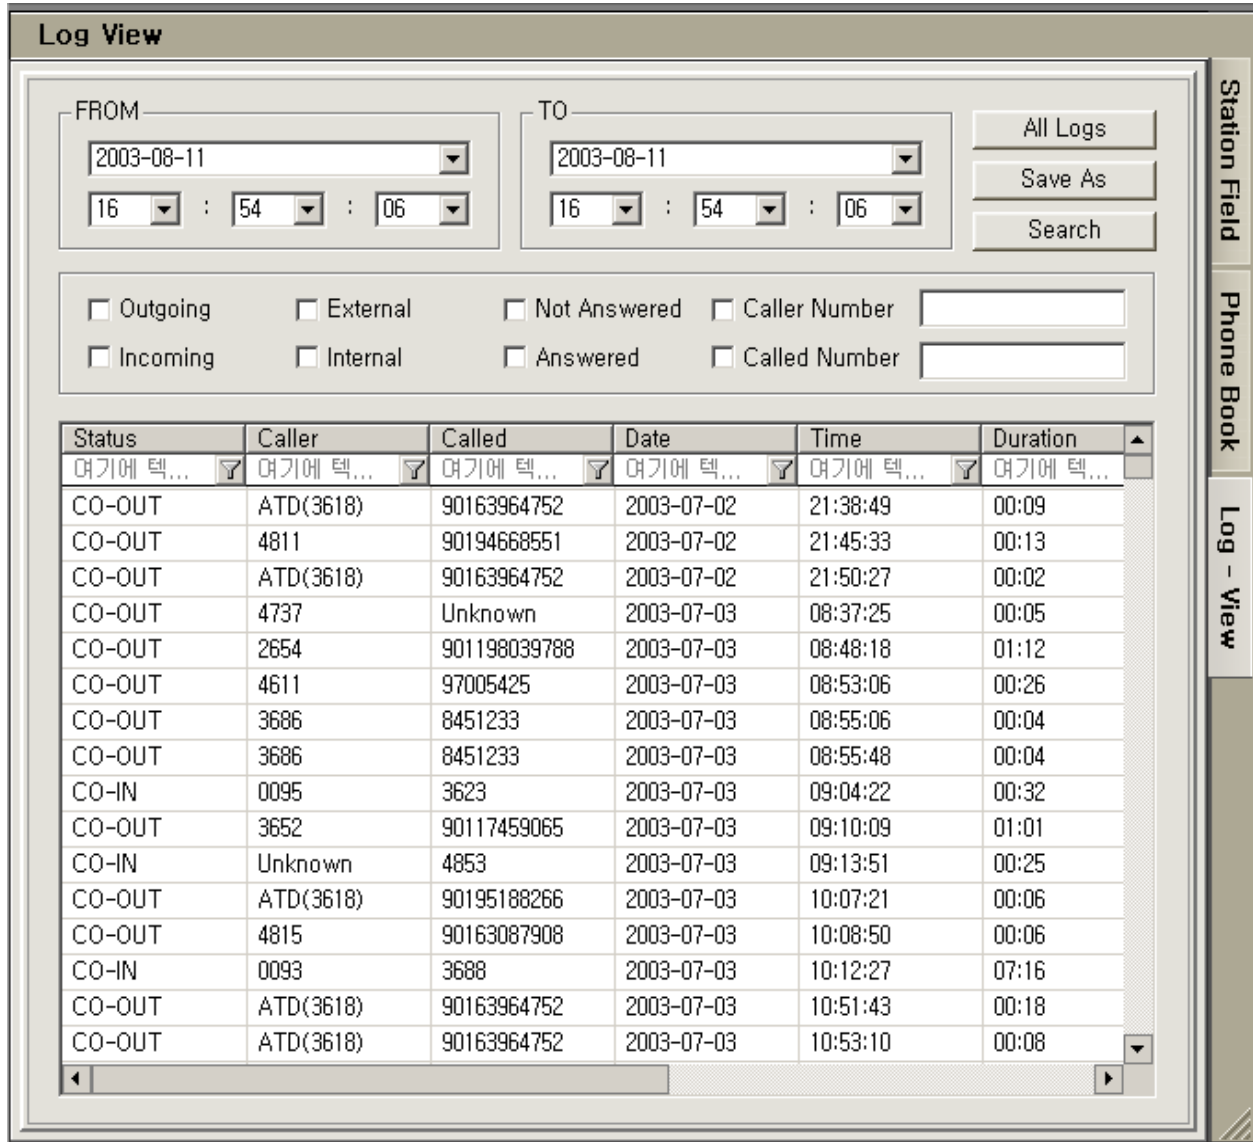 Log View
FROM
TO
2003-08-11
2003-08-11
16 : 54 : 06
16 : 54 : 06
All Logs
Save As
Search
Outgoing External Not Answered Caller Number
Incoming Internal Answered Called Number
Status Caller Called Date Time Duration
여기에 텍... 여기에 텍... 여기에 텍... 여기에 텍... 여기에 텍... 여기에 텍...
CO-OUT ATD(3618) 90163964752 2003-07-02 21:38:49 00:09
CO-OUT 4811 90194668551 2003-07-02 21:45:33 00:13
CO-OUT ATD(3618) 90163964752 2003-07-02 21:50:27 00:02
CO-OUT 4737 Unknown 2003-07-03 08:37:25 00:05
CO-OUT 2654 901198039788 2003-07-03 08:48:18 01:12
CO-OUT 4611 97005425 2003-07-03 08:53:06 00:26
CO-OUT 3686 8451233 2003-07-03 08:55:06 00:04
CO-OUT 3686 8451233 2003-07-03 08:55:48 00:04
CO-IN 0095 3623 2003-07-03 09:04:22 00:32
CO-OUT 3652 90117459065 2003-07-03 09:10:09 01:01
CO-IN Unknown 4853 2003-07-03 09:13:51 00:25
CO-OUT ATD(3618) 90195188266 2003-07-03 10:07:21 00:06
CO-OUT 4815 90163087908 2003-07-03 10:08:50 00:06
CO-IN 0093 3688 2003-07-03 10:12:27 07:16
CO-OUT ATD(3618) 90163964752 2003-07-03 10:51:43 00:18
CO-OUT ATD(3618) 90163964752 2003-07-03 10:53:10 00:08
Station Field
Phone Book
Log - View